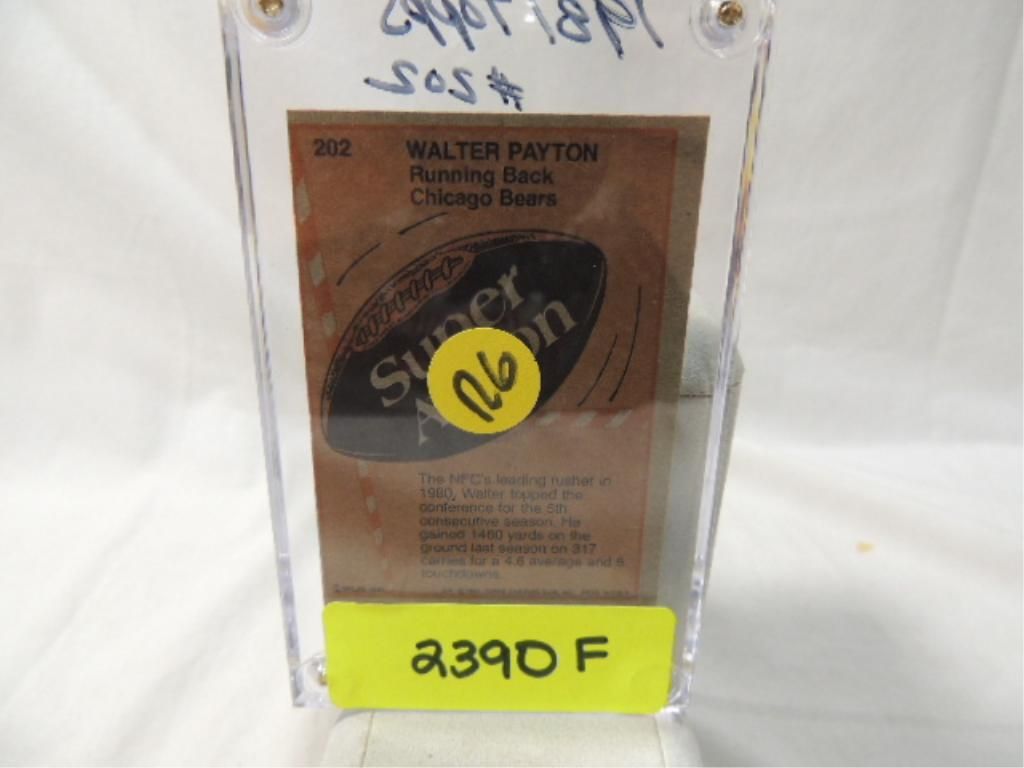 1981 Topps
#202
202 WALTER PAYTON
Running Back
Chicago Bears
Super
126
The NFC's leading rusher in
1980, Walter topped the
conference for the 5th
consecutive season. He
gained 1460 yards on the
ground last season on 317
carries for a 4.6 average and 6
touchdowns.
2390 F